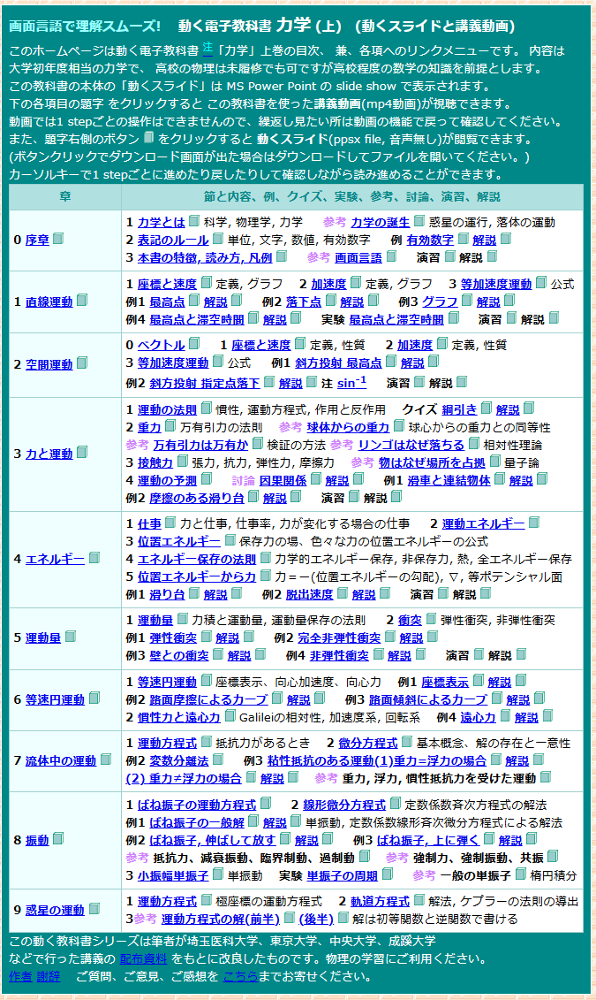 画面言語で理解スムーズ! 動く電子教科書 力学 (上) (動くスライドと講義動画)
このホームページは動く電子教科書 注「力学」上巻の目次、 兼、各項へのリンクメニューです。 内容は
大学初年度相当の力学で、 高校の物理は未履修でも可ですが高校程度の数学の知識を前提とします。
この教科書の本体の「動くスライド」は MS Power Point の slide show で表示されます。
下の各項目の題字 をクリックすると この教科書を使った講義動画(mp4動画)が視聴できます。
動画では1 stepごとの操作はできませんので、繰返し見たい所は動画の機能で戻って確認してください。
また、題字右側のボタン をクリックすると 動くスライド(ppsx file, 音声無し)が閲覧できます。
(ボタンクリックでダウンロード画面が出た場合はダウンロードしてファイルを開いてください。)
カーソルキーで1 stepごとに進めたり戻したりして確認しながら読み進めることができます。
章 節と内容、例、クイズ、実験、参考、討論、演習、解説
0 序章
1 力学とは 科学, 物理学, 力学 参考 力学の誕生 惑星の運行, 落体の運動
2 表記のルール 単位, 文字, 数値, 有効数字 例 有効数字 解説
3 本書の特徴, 読み方, 凡例 参考 画面言語 演習 解説
1 直線運動
1 座標と速度 定義, グラフ 2 加速度 定義, グラフ 3 等加速度運動 公式
例1 最高点 解説 例2 落下点 解説 例3 グラフ 解説
例4 最高点と滞空時間 解説 実験 最高点と滞空時間 演習 解説
2 空間運動
0 ベクトル 1 座標と速度 定義, 性質 2 加速度 定義, 性質
3 等加速度運動 公式 例1 斜方投射 最高点 解説
例2 斜方投射 指定点落下 解説 注 sin⁻¹ 演習 解説
3 力と運動
1 運動の法則 慣性, 運動方程式, 作用と反作用 クイズ 綱引き 解説
2 重力 万有引力の法則 参考 球体からの重力 球心からの重力との同等性
参考 万有引力は万有か 検証の方法 参考 リンゴはなぜ落ちる 相対性理論
3 接触力 張力, 抗力, 弾性力, 摩擦力 参考 物はなぜ場所を占拠 量子論
4 運動の予測 討論 因果関係 解説 例1 滑車と連結物体 解説
例2 摩擦のある滑り台 解説 演習 解説
4 エネルギー
1 仕事 力と仕事, 仕事率, 力が変化する場合の仕事 2 運動エネルギー
3 位置エネルギー 保存力の場、色々な力の位置エネルギーの公式
4 エネルギー保存の法則 力学的エネルギー保存, 非保存力, 熱, 全エネルギー保存
5 位置エネルギーから力 力=−(位置エネルギーの勾配), ▽, 等ポテンシャル面
例1 滑り台 解説 例2 脱出速度 解説 演習 解説
5 運動量
1 運動量 力積と運動量, 運動量保存の法則 2 衝突 弾性衝突, 非弾性衝突
例1 弾性衝突 解説 例2 完全非弾性衝突 解説
例3 壁との衝突 解説 例4 非弾性衝突 解説 演習 解説
6 等速円運動
1 等速円運動 座標表示、向心加速度、向心力 例1 座標表示 解説
例2 路面摩擦によるカーブ 解説 例3 路面傾斜によるカーブ 解説
2 慣性力と遠心力 Galileiの相対性, 加速度系, 回転系 例4 遠心力 解説
7 流体中の運動
1 運動方程式 抵抗力があるとき 2 微分方程式 基本概念、解の存在と一意性
例2 変数分離法 例3 粘性抵抗のある運動(1)重力=浮力の場合 解説
(2) 重力≠浮力の場合 解説 参考 重力, 浮力, 慣性抵抗力を受けた運動
8 振動
1 ばね振子の運動方程式 2 線形微分方程式 定数係数斉次方程式の解法
例1 ばね振子の一般解 解説 単振動, 定数係数線形斉次微分方程式による解法
例2 ばね振子, 伸ばして放す 解説 例3 ばね振子, 上に弾く 解説
参考 抵抗力、減衰振動、臨界制動、過制動 参考 強制力、強制振動、共振
3 小振幅単振子 単振動 実験 単振子の周期 参考 一般の単振子 楕円積分
9 惑星の運動
1 運動方程式 極座標の運動方程式 2 軌道方程式 解法, ケプラーの法則の導出
3参考 運動方程式の解(前半) (後半) 解は初等関数と逆関数で書ける
この動く教科書シリーズは筆者が埼玉医科大学、東京大学、中央大学、成蹊大学
などで行った講義の 配布資料 をもとに改良したものです。物理の学習にご利用ください。
作者 謝辞 ご質問、ご意見、ご感想を こちらまでお寄せください。